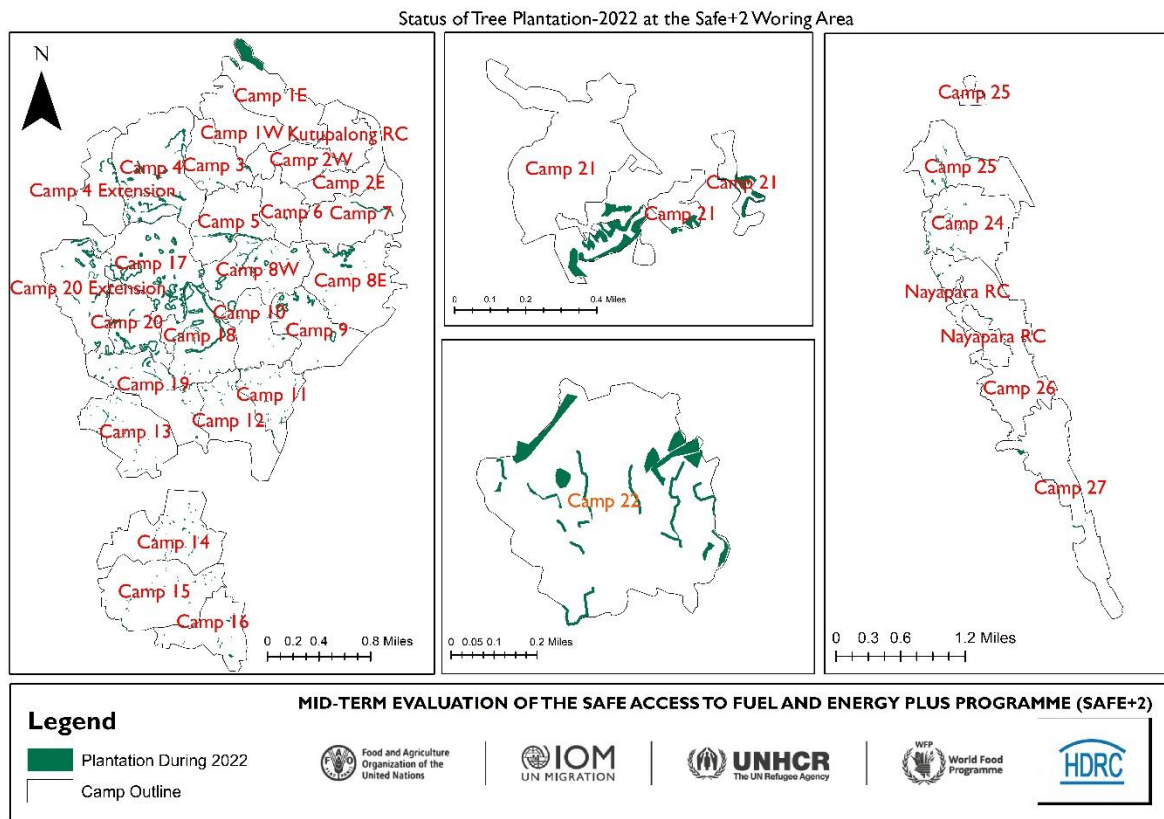 Status of Tree Plantation-2022 at the Safe+2 Woring Area
N
Camp 1E
Camp 1W
Kutupalong RC
Camp 4
Camp 3
Camp 2W
Camp 4 Extension
Camp 2E
Camp 5
Camp 6
Camp 7
Camp 17
Camp 8W
Camp 8E
Camp 20 Extension
Camp 20
Camp 18
Camp 10
Camp 9
Camp 19
Camp 11
Camp 12
Camp 13
Camp 14
Camp 15
Camp 16
0 0.2 0.4 0.8 Miles
Camp 21
Camp 21
Camp 21
0 0.1 0.2 0.4 Miles
Camp 22
0 0.05 0.1 0.2 Miles
Camp 25
Camp 25
Camp 24
Nayapara RC
Nayapara RC
Camp 26
Camp 27
0 0.3 0.6 1.2 Miles
MID-TERM EVALUATION OF THE SAFE ACCESS TO FUEL AND ENERGY PLUS PROGRAMME (SAFE+2)
Legend
Plantation During 2022
Camp Outline
Food and Agriculture
Organization of the
United Nations
IOM
UN MIGRATION
UNHCR
The UN Refugee Agency
WFP
World Food
Programme
HDRC